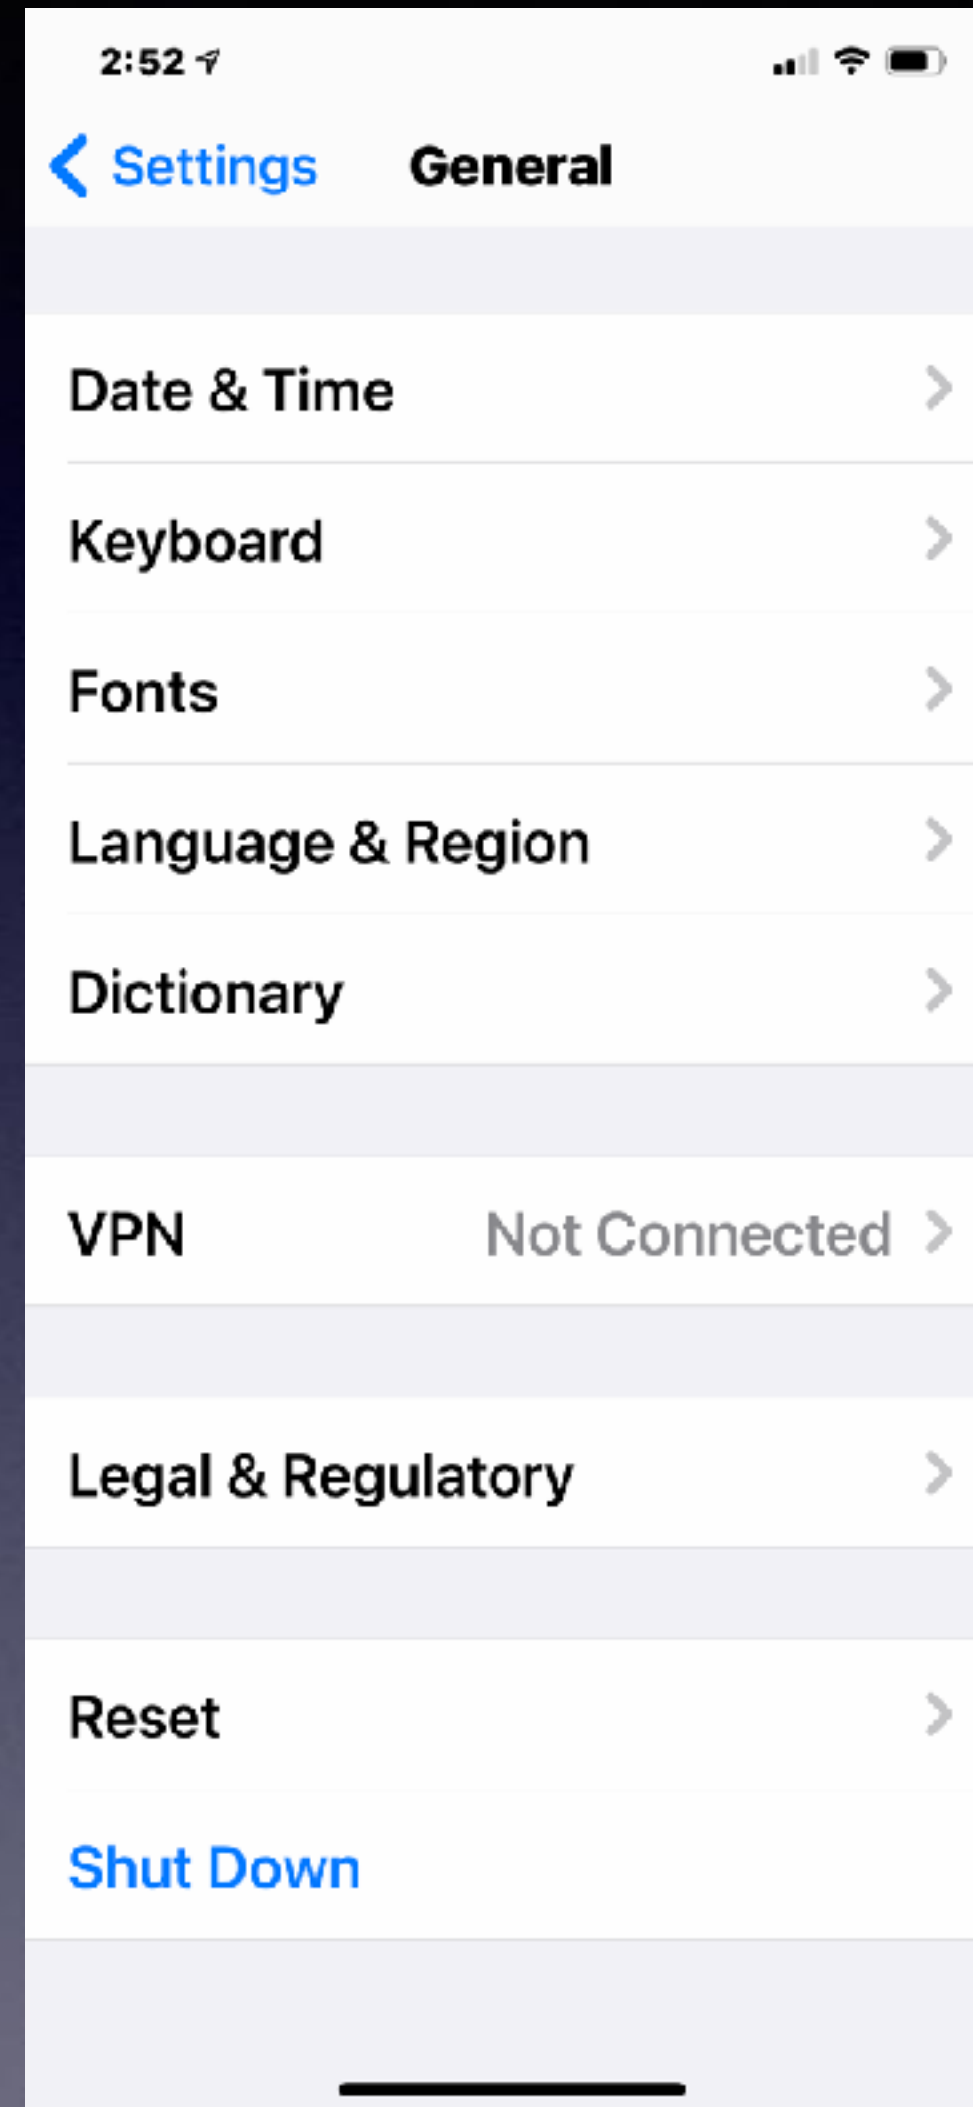 2:52
Settings General
Date & Time
Keyboard
Fonts
Language & Region
Dictionary
VPN Not Connected
Legal & Regulatory
Reset
Shut Down